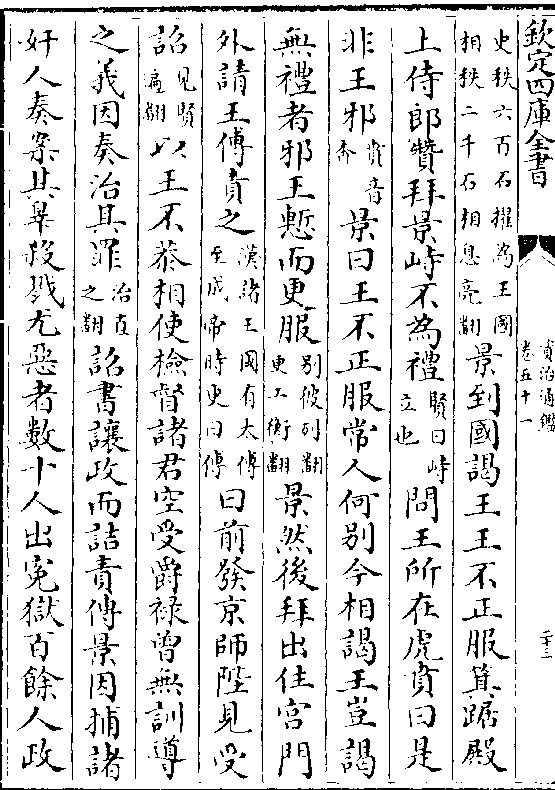 欽定四庫全書
資治通鑑
卷五十一
二十三
史秩六百石擢為王國
相秩二千石相息亮翻
景到國謁王王不正服箕踞殿
上侍郎贊拜景峙不為禮
賢曰峙
立也
問王所在虎賁曰是
非王邪
賁音
奔
景曰王不正服常人何別今相謁王豈謁
無禮者邪王慙而更服
别彼列翻
更工衡翻
景然後拜出住宮門
外請王傅責之
漢諸王國有太傅
至成帝時更曰傅
曰前發京師陛見受
詔
見賢
遍翻
以王不恭相使檢督諸君空受爵禄曾無訓導
之義因奏治其罪
治直
之翻
詔書讓政而詰責傅景因捕諸
奸人奏案其罪殺戮尤惡者數十人出寃獄百餘人政